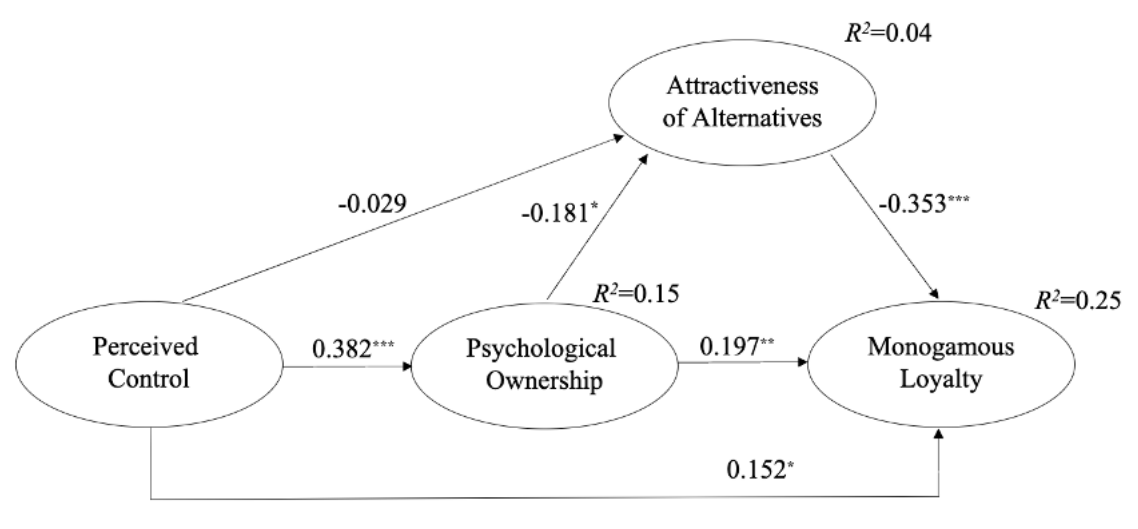 R²=0.04
Attractiveness
of Alternatives
-0.029
-0.181*
-0.353***
R²=0.15
R²=0.25
Perceived
Control
0.382***
Psychological
Ownership
0.197**
Monogamous
Loyalty
0.152*